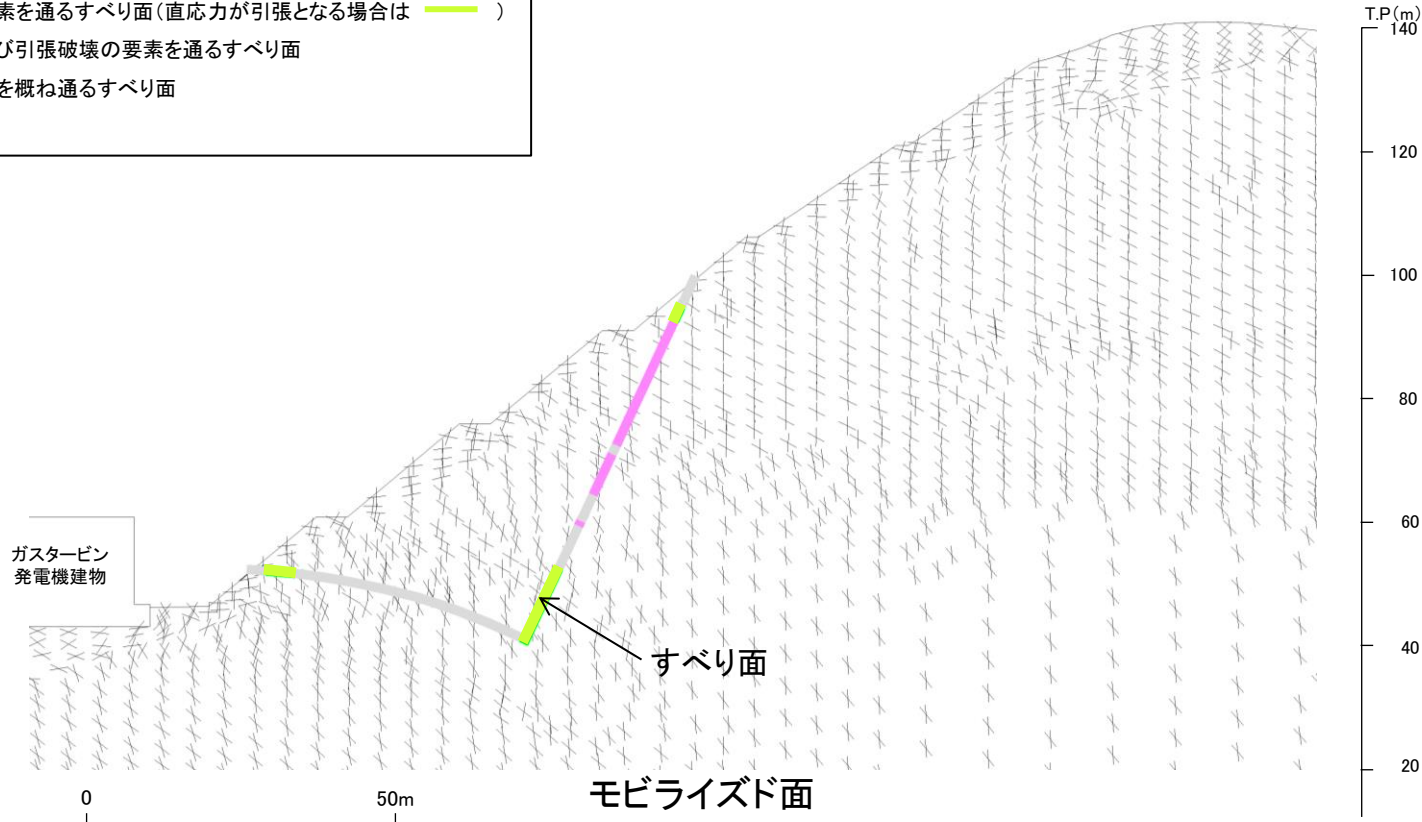 素を通るすべり面(直応力が引張となる場合は )
び引張破壊の要素を通るすべり面
を概ね通るすべり面
T.P(m)
140
120
100
80
60
40
20
ガスタービン
発電機建物
すべり面
モビライズド面
0
50m